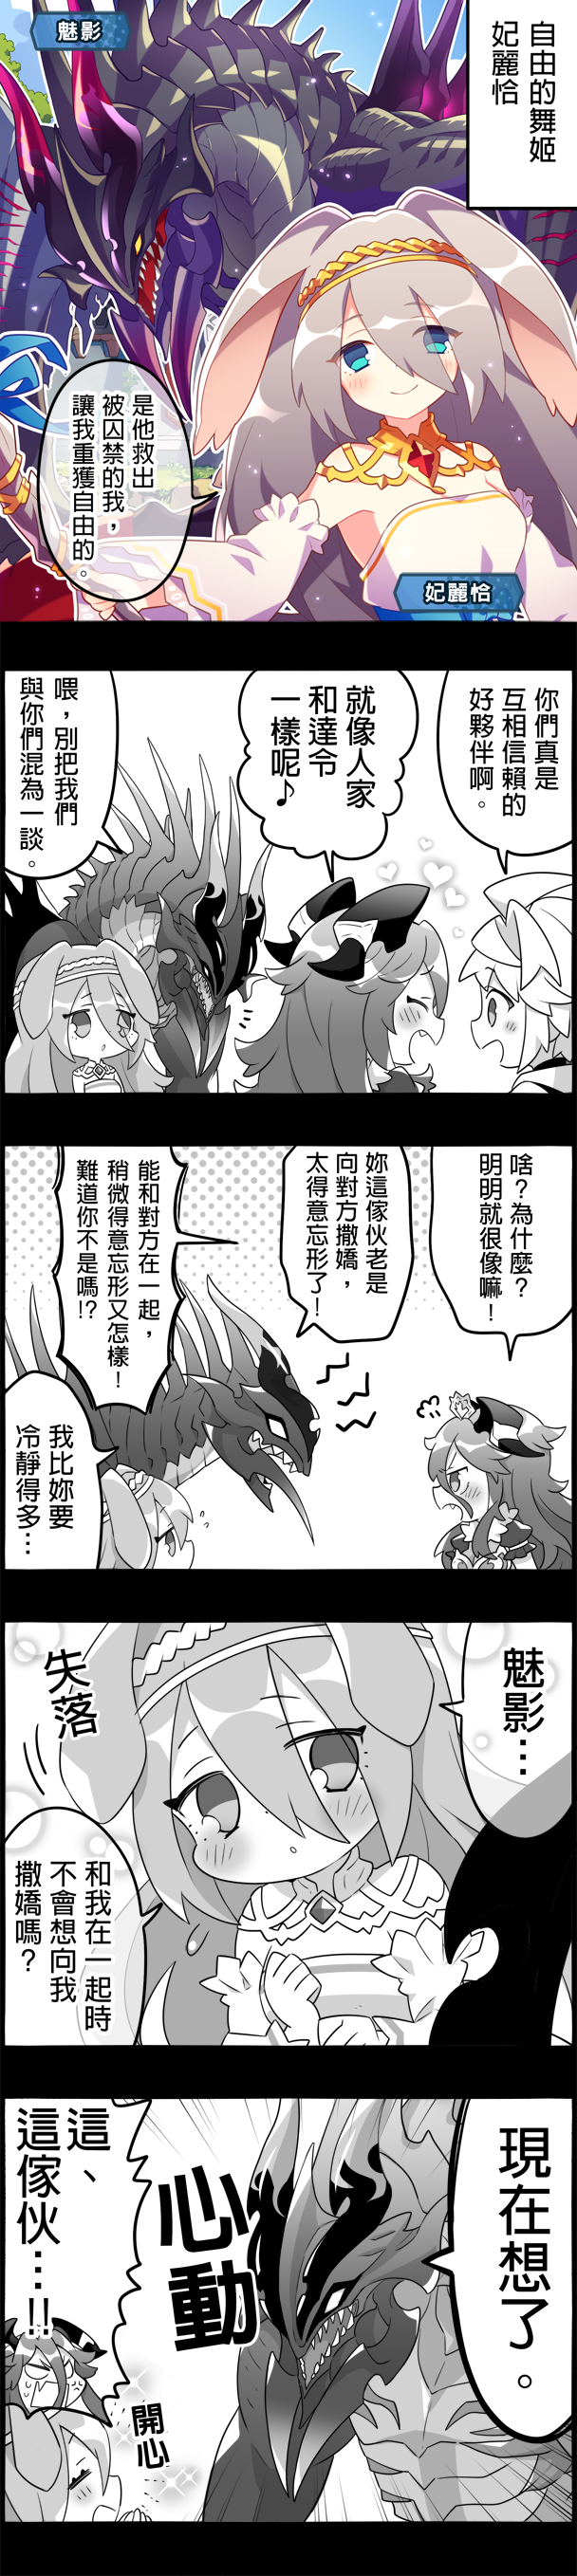 自由的舞姬
妃麗恰
魅影
是他救出
被囚禁的我，
讓我重獲自由的。
妃麗恰
你們真是
互相信賴的
好夥伴啊。
就像人家
和達令
一樣呢♪
喂，別把我們
與你們混為一談。
啥？為什麼？
明明就很像嘛！
妳這傢伙老是
向對方撒嬌，
太得意忘形了！
能和對方在一起，
稍微得意忘形又怎樣！
難道你不是嗎!?
我比妳要
冷靜得多…
魅影…
失落
和我在一起時
不會想向我
撒嬌嗎？
現在想了。
心動
這、
這傢伙…!!
開心